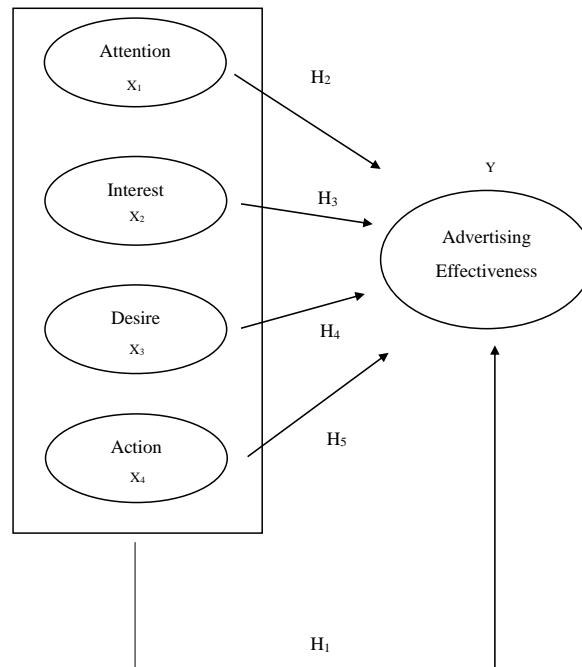 Attention
X₁
H₂
Interest
X₂
H₃
Y
Advertising
Effectiveness
Desire
X₃
H₄
Action
X₄
H₅
H₁